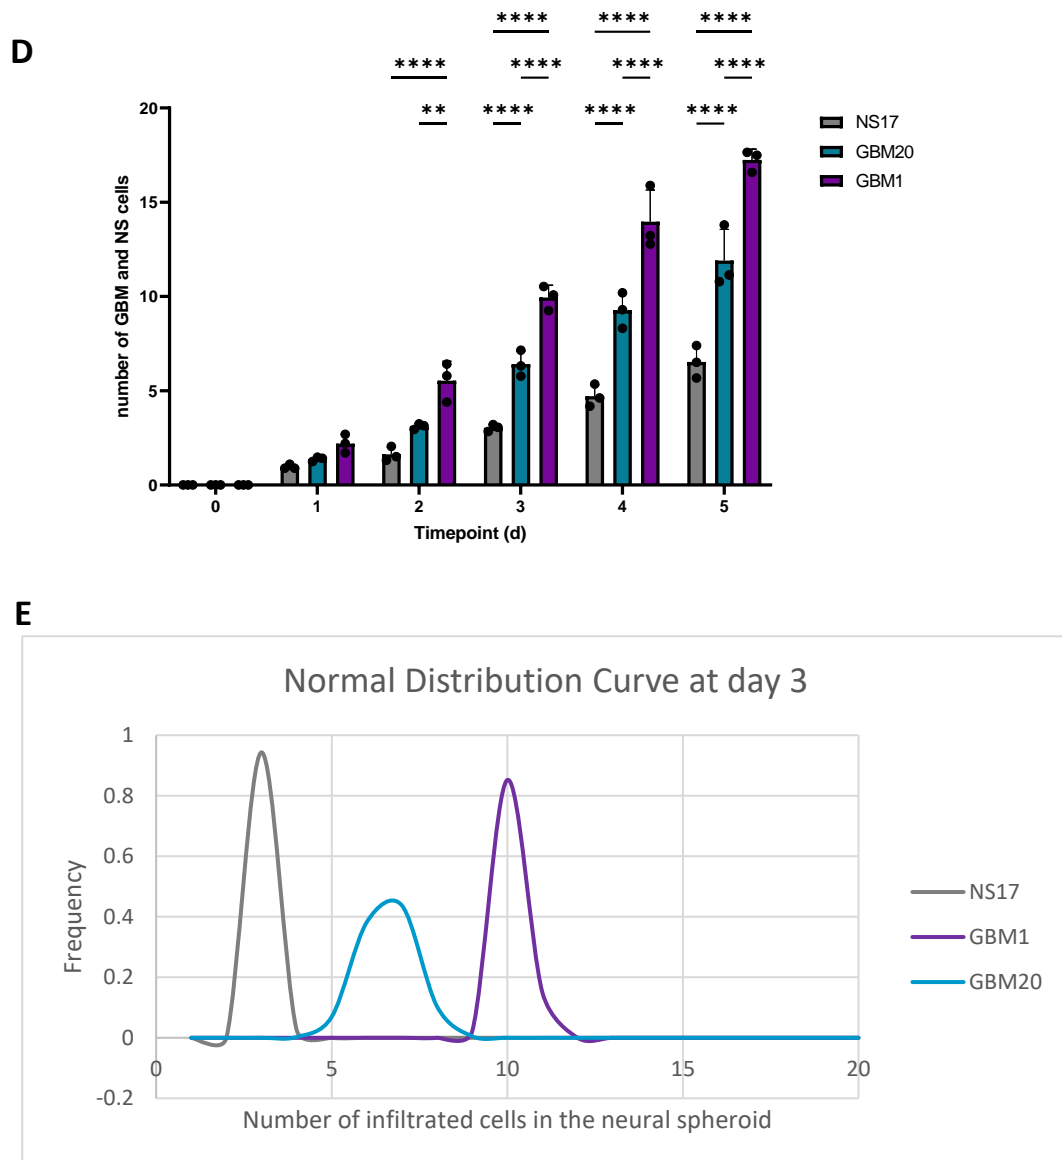 D
**** **** ****
**** **** **** ****
** **** **** ****
20
15
10
5
0
number of GBM and NS cells
0 1 2 3 4 5
Timepoint (d)
NS17
GBM20
GBM1
E
Normal Distribution Curve at day 3
1
0.8
0.6
0.4
0.2
0
-0.2
Frequency
0 5 10 15 20
Number of infiltrated cells in the neural spheroid
NS17
GBM1
GBM20